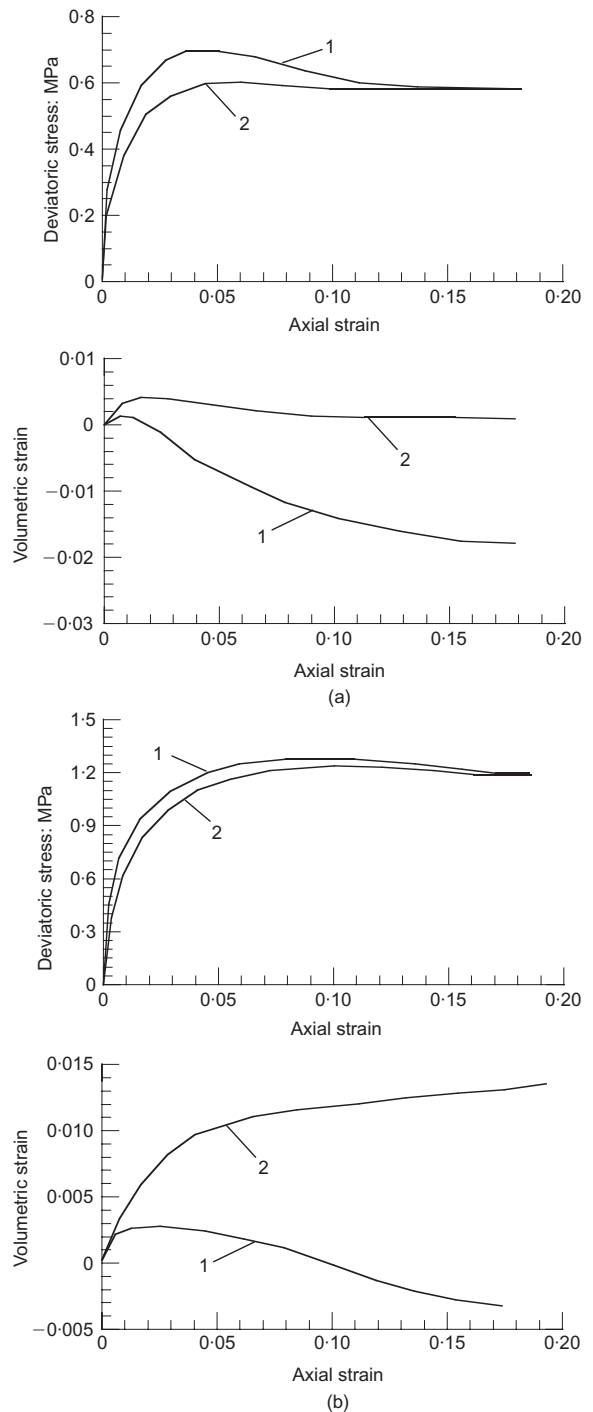 0·8
0·6
0·4
0·2
0
Deviatoric stress: MPa
1
2
0 0·05 0·10 0·15 0·20
Axial strain
0·01
0
−0·01
−0·02
−0·03
Volumetric strain
2
1
0 0·05 0·10 0·15 0·20
Axial strain
(a)
1·5
1·2
0·9
0·6
0·3
0
Deviatoric stress: MPa
1
2
0 0·05 0·10 0·15 0·20
Axial strain
0·015
0·010
0·005
0
−0·005
Volumetric strain
2
1
0 0·05 0·10 0·15 0·20
Axial strain
(b)